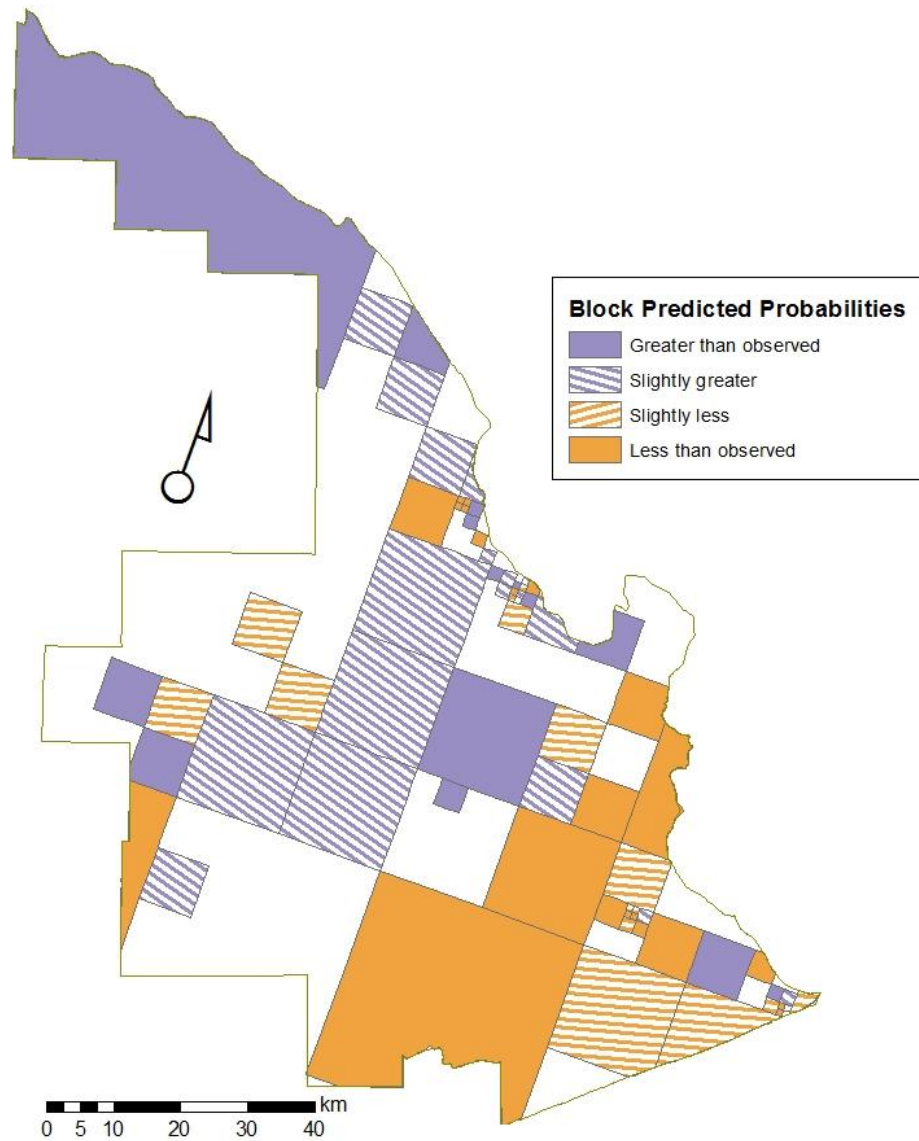 Block Predicted Probabilities
Greater than observed
Slightly greater
Slightly less
Less than observed
km
0 5 10 20 30 40